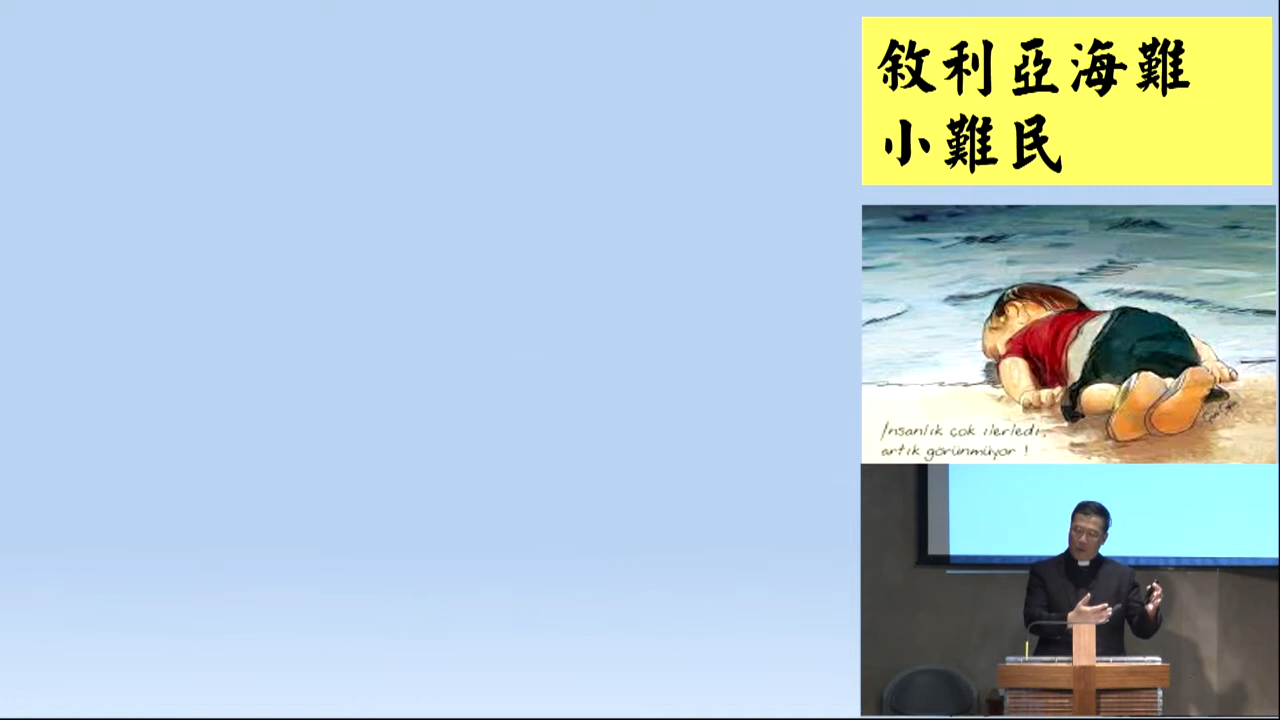 敘利亞海難
小難民
İnsanlık çok ilerledi,
artık görünmüyor !